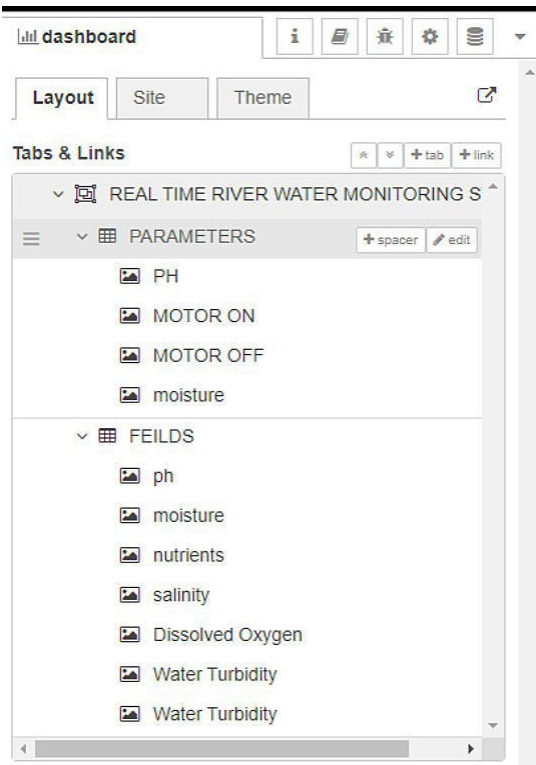 dashboard
Layout Site Theme
Tabs & Links
tab link
REAL TIME RIVER WATER MONITORING S
PARAMETERS spacer edit
PH
MOTOR ON
MOTOR OFF
moisture
FEILDS
ph
moisture
nutrients
salinity
Dissolved Oxygen
Water Turbidity
Water Turbidity